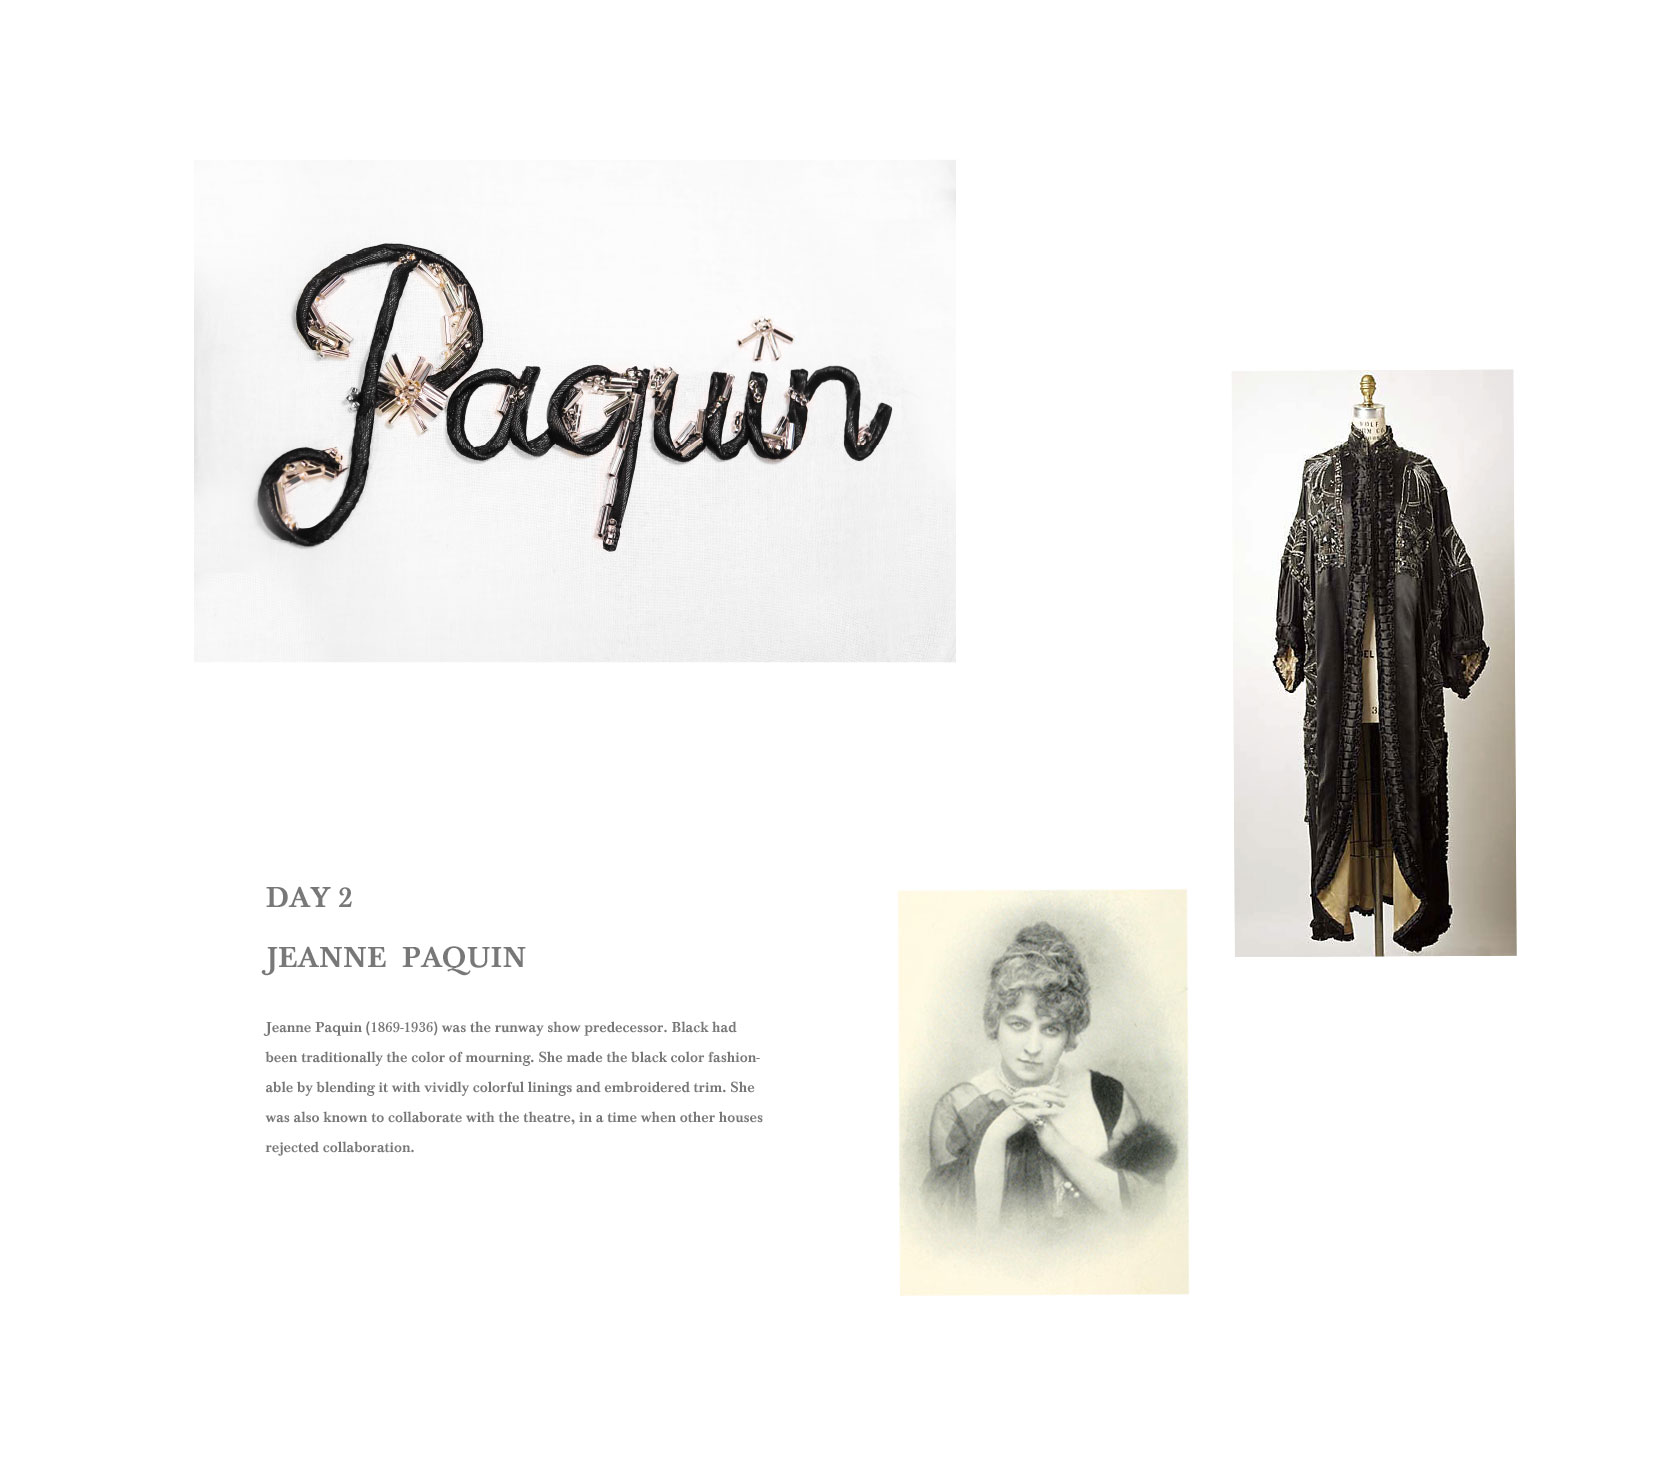 Paquin
DAY 2
JEANNE PAQUIN
Jeanne Paquin (1869-1936) was the runway show predecessor. Black had
been traditionally the color of mourning. She made the black color fashion-
able by blending it with vividly colorful linings and embroidered trim. She
was also known to collaborate with the theatre, in a time when other houses
rejected collaboration.